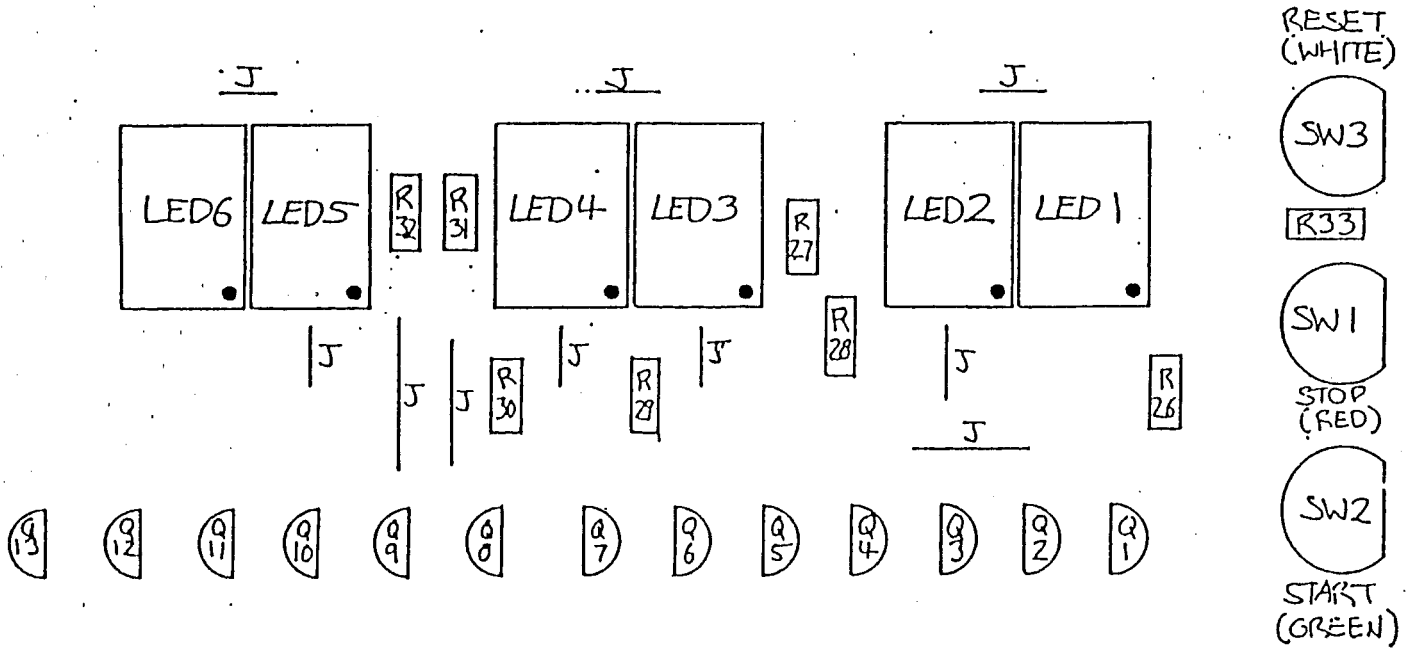 RESET
(WHITE)
J
J
J
SW3
LED6
LED5
R
32
R
31
LED4
LED3
R
27
LED2
LED1
R33
R
28
SW1
J
J
J
J
J
J
R
30
R
29
R
26
STOP
(RED)
J
Q
13
Q
12
Q
11
Q
10
Q
9
Q
8
Q
7
Q
6
Q
5
Q
4
Q
3
Q
2
Q
1
SW2
START
(GREEN)